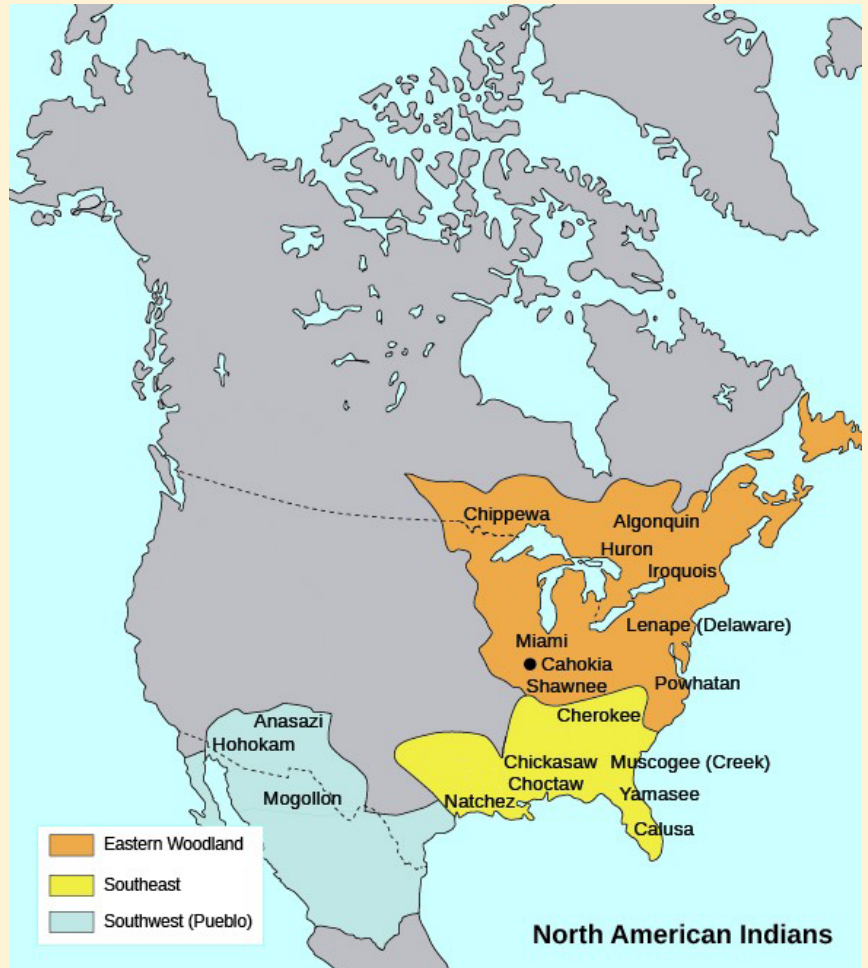 Chippewa
Algonquin
Huron
Iroquois
Lenape (Delaware)
Miami
Cahokia
Shawnee
Powhatan
Cherokee
Anasazi
Hohokam
Chickasaw
Muscogee (Creek)
Choctaw
Mogollon
Natchez
Yamasee
Calusa
Eastern Woodland
Southeast
Southwest (Pueblo)
North American Indians